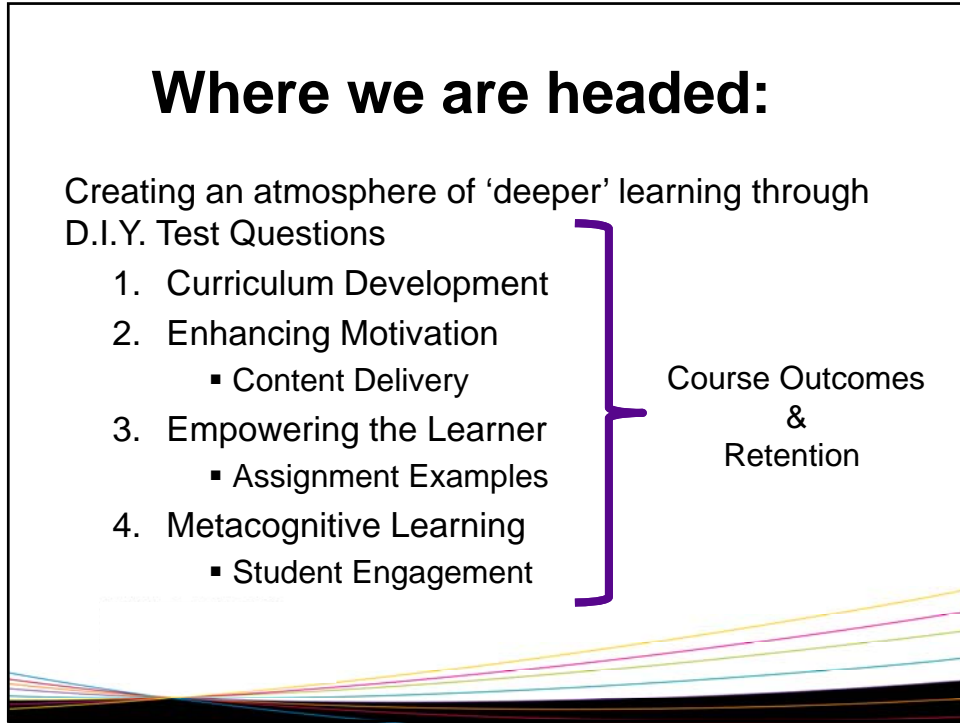 Where we are headed:
Creating an atmosphere of ‘deeper’ learning through
D.I.Y. Test Questions
1. Curriculum Development
2. Enhancing Motivation
▪ Content Delivery
3. Empowering the Learner
▪ Assignment Examples
4. Metacognitive Learning
▪ Student Engagement
Course Outcomes
&
Retention